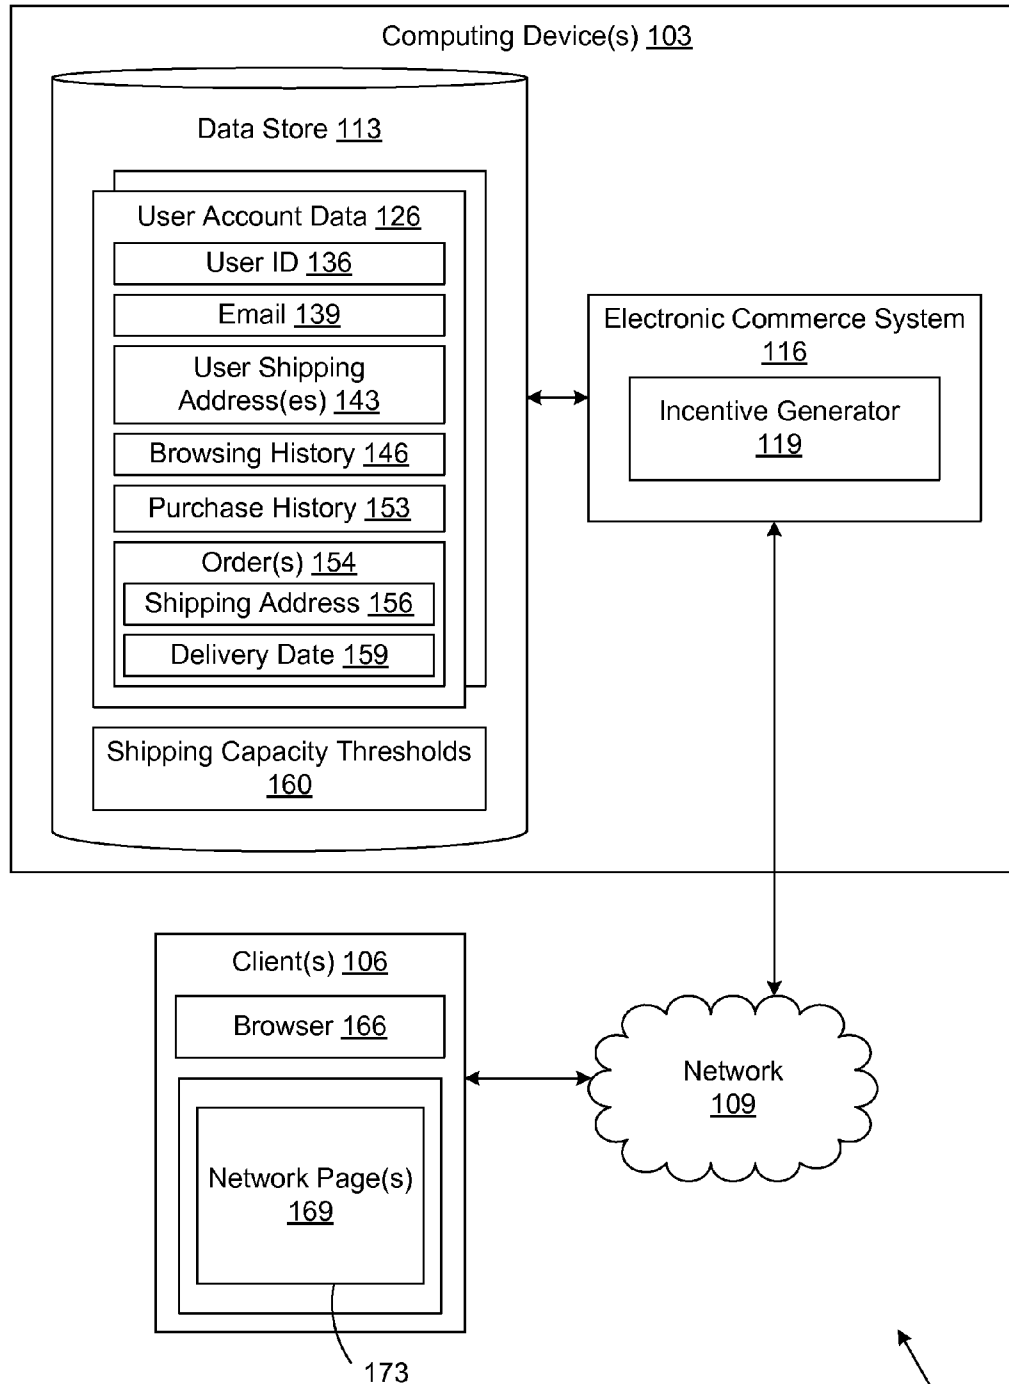 Computing Device(s) 103
Data Store 113
User Account Data 126
User ID 136
Email 139
User Shipping
Address(es) 143
Browsing History 146
Purchase History 153
Order(s) 154
Shipping Address 156
Delivery Date 159
Shipping Capacity Thresholds
160
Electronic Commerce System
116
Incentive Generator
119
Client(s) 106
Browser 166
Network Page(s)
169
173
Network
109